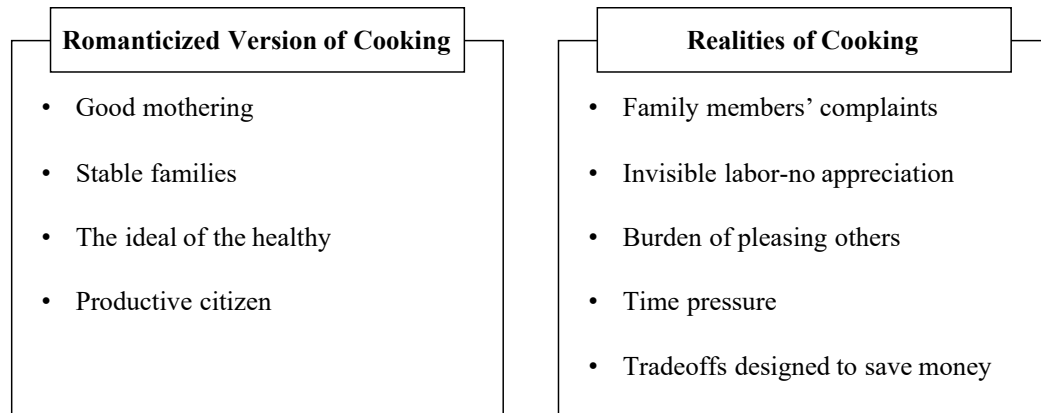 Romanticized Version of Cooking
• Good mothering
• Stable families
• The ideal of the healthy
• Productive citizen
Realities of Cooking
• Family members’ complaints
• Invisible labor-no appreciation
• Burden of pleasing others
• Time pressure
• Tradeoffs designed to save money